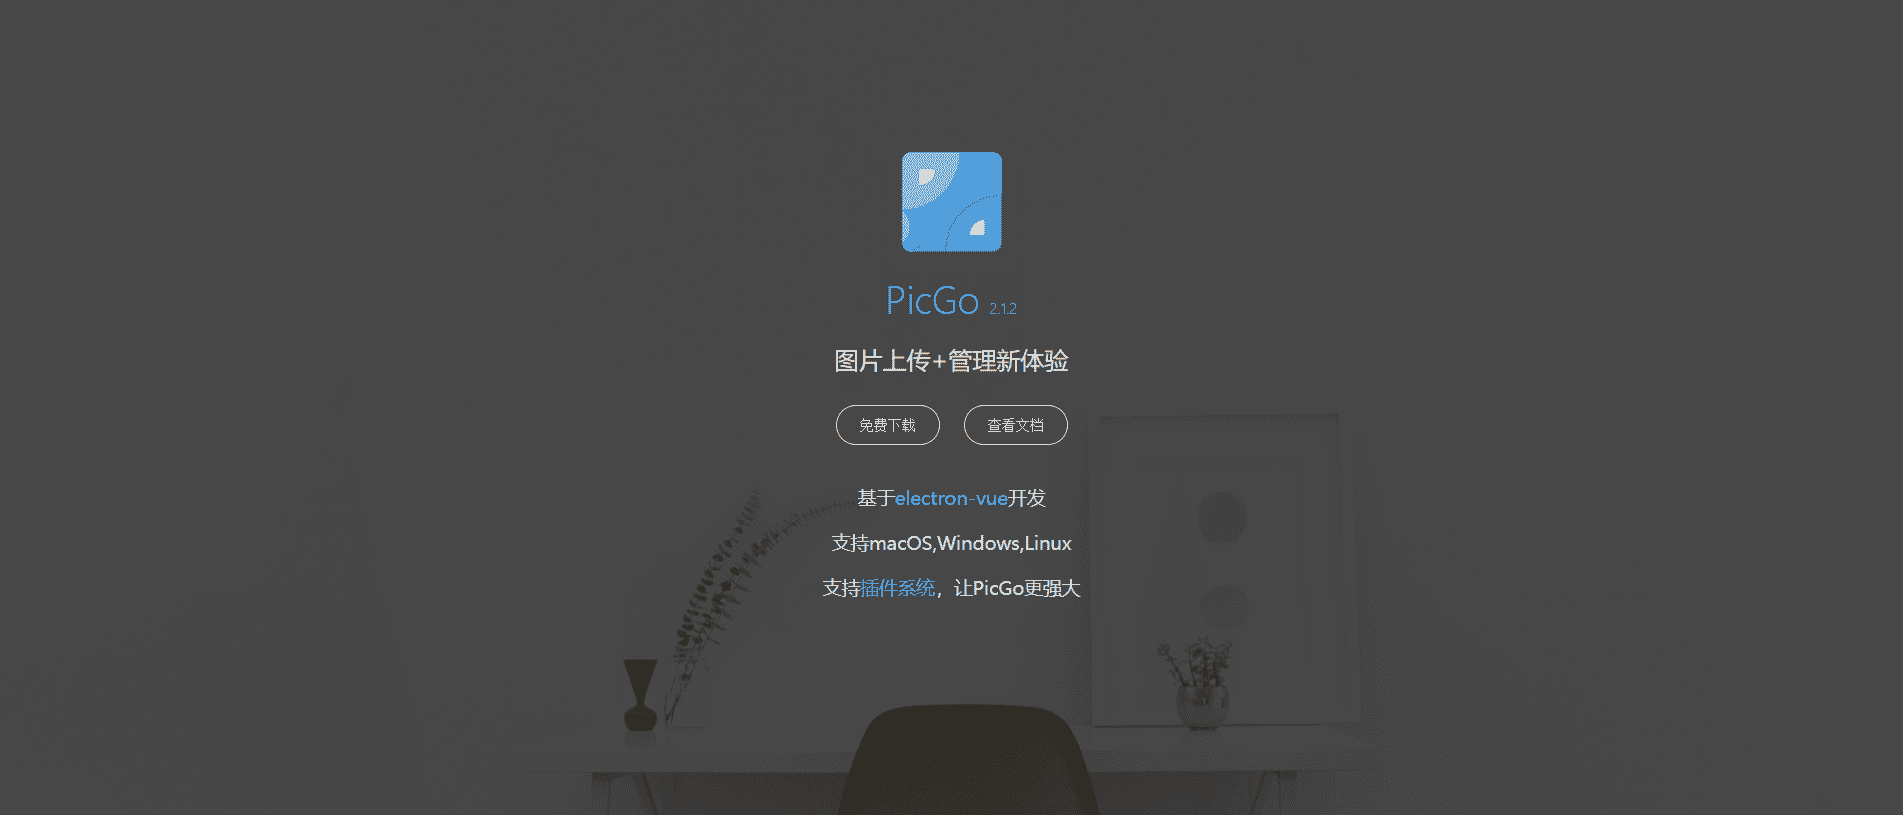 PicGo 2.1.2
图片上传+管理新体验
免费下载 查看文档
基于electron-vue开发
支持macOS,Windows,Linux
支持插件系统，让PicGo更强大